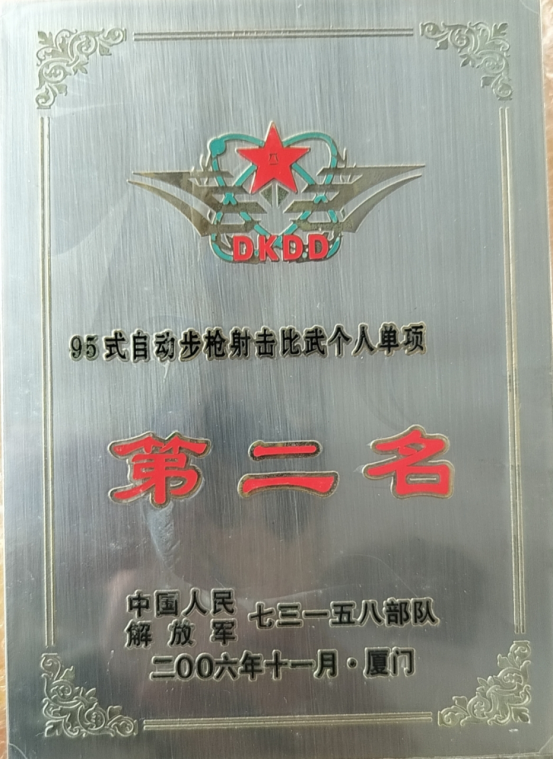 DKDD
95式自动步枪射击比武个人单项
第二名
中国人民解放军 七三一五八部队
二00六年十一月·厦门